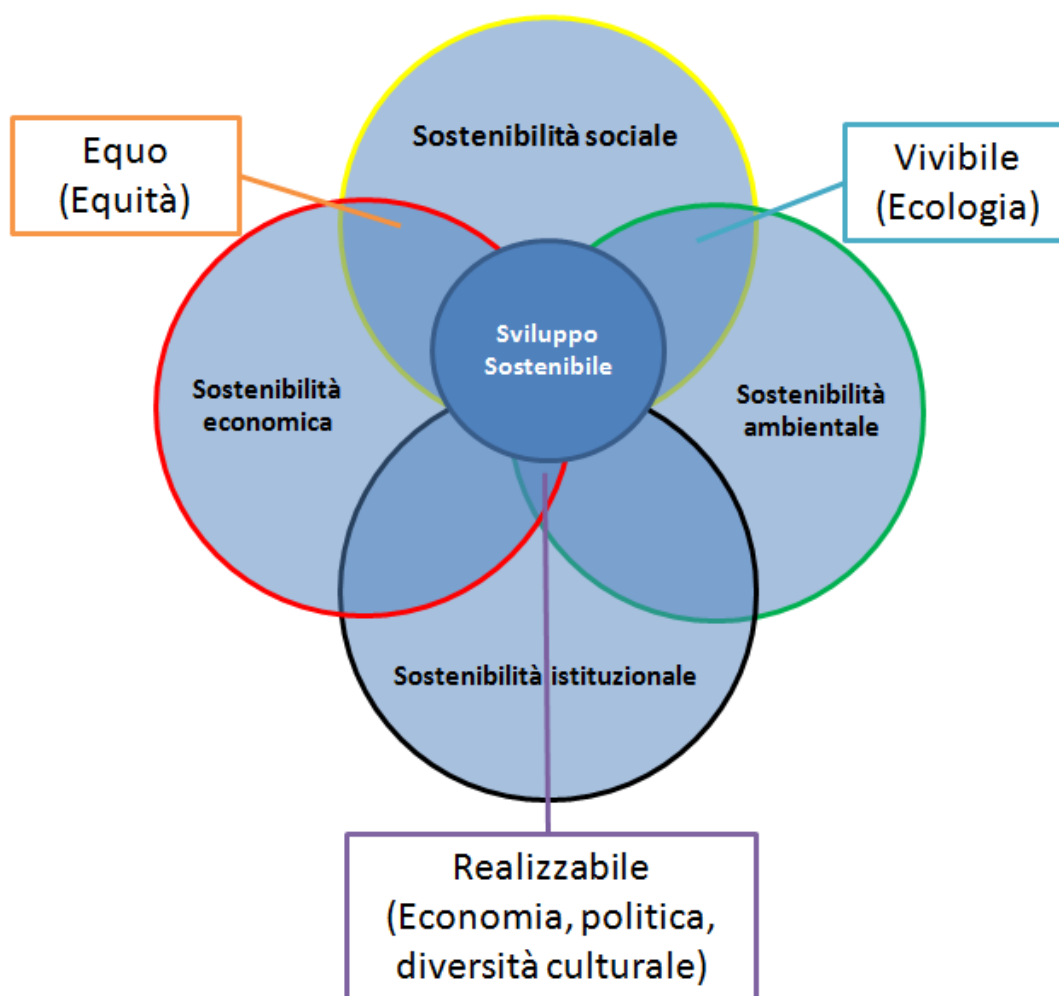 Sostenibilità sociale
Equo
(Equità)
Vivibile
(Ecologia)
Sviluppo
Sostenibile
Sostenibilità
economica
Sostenibilità
ambientale
Sostenibilità istituzionale
Realizzabile
(Economia, politica,
diversità culturale)